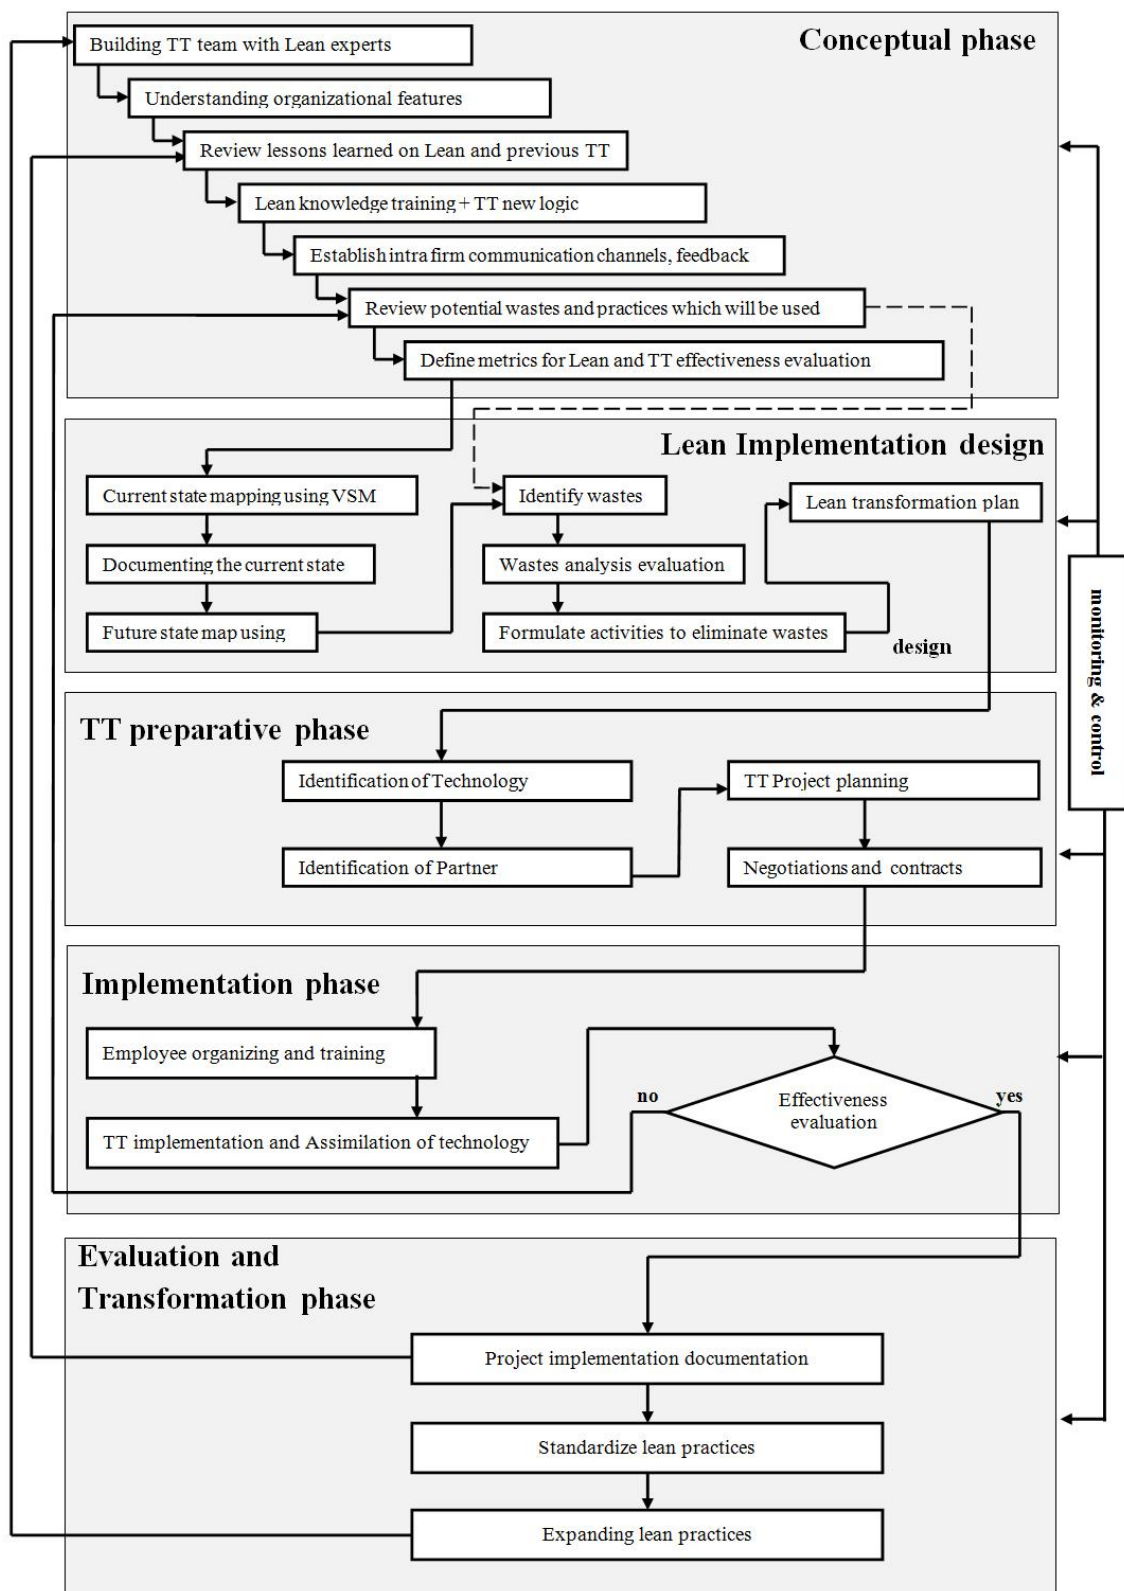 Conceptual phase
Building TT team with Lean experts
Understanding organizational features
Review lessons learned on Lean and previous TT
Lean knowledge training + TT new logic
Establish intra firm communication channels, feedback
Review potential wastes and practices which will be used
Define metrics for Lean and TT effectiveness evaluation
Lean Implementation design
Current state mapping using VSM
Documenting the current state
Future state map using
Identify wastes
Wastes analysis evaluation
Formulate activities to eliminate wastes
design
Lean transformation plan
monitoring & control
TT preparative phase
Identification of Technology
Identification of Partner
TT Project planning
Negotiations and contracts
Implementation phase
Employee organizing and training
TT implementation and Assimilation of technology
no
Effectiveness
evaluation
yes
Evaluation and
Transformation phase
Project implementation documentation
Standardize lean practices
Expanding lean practices